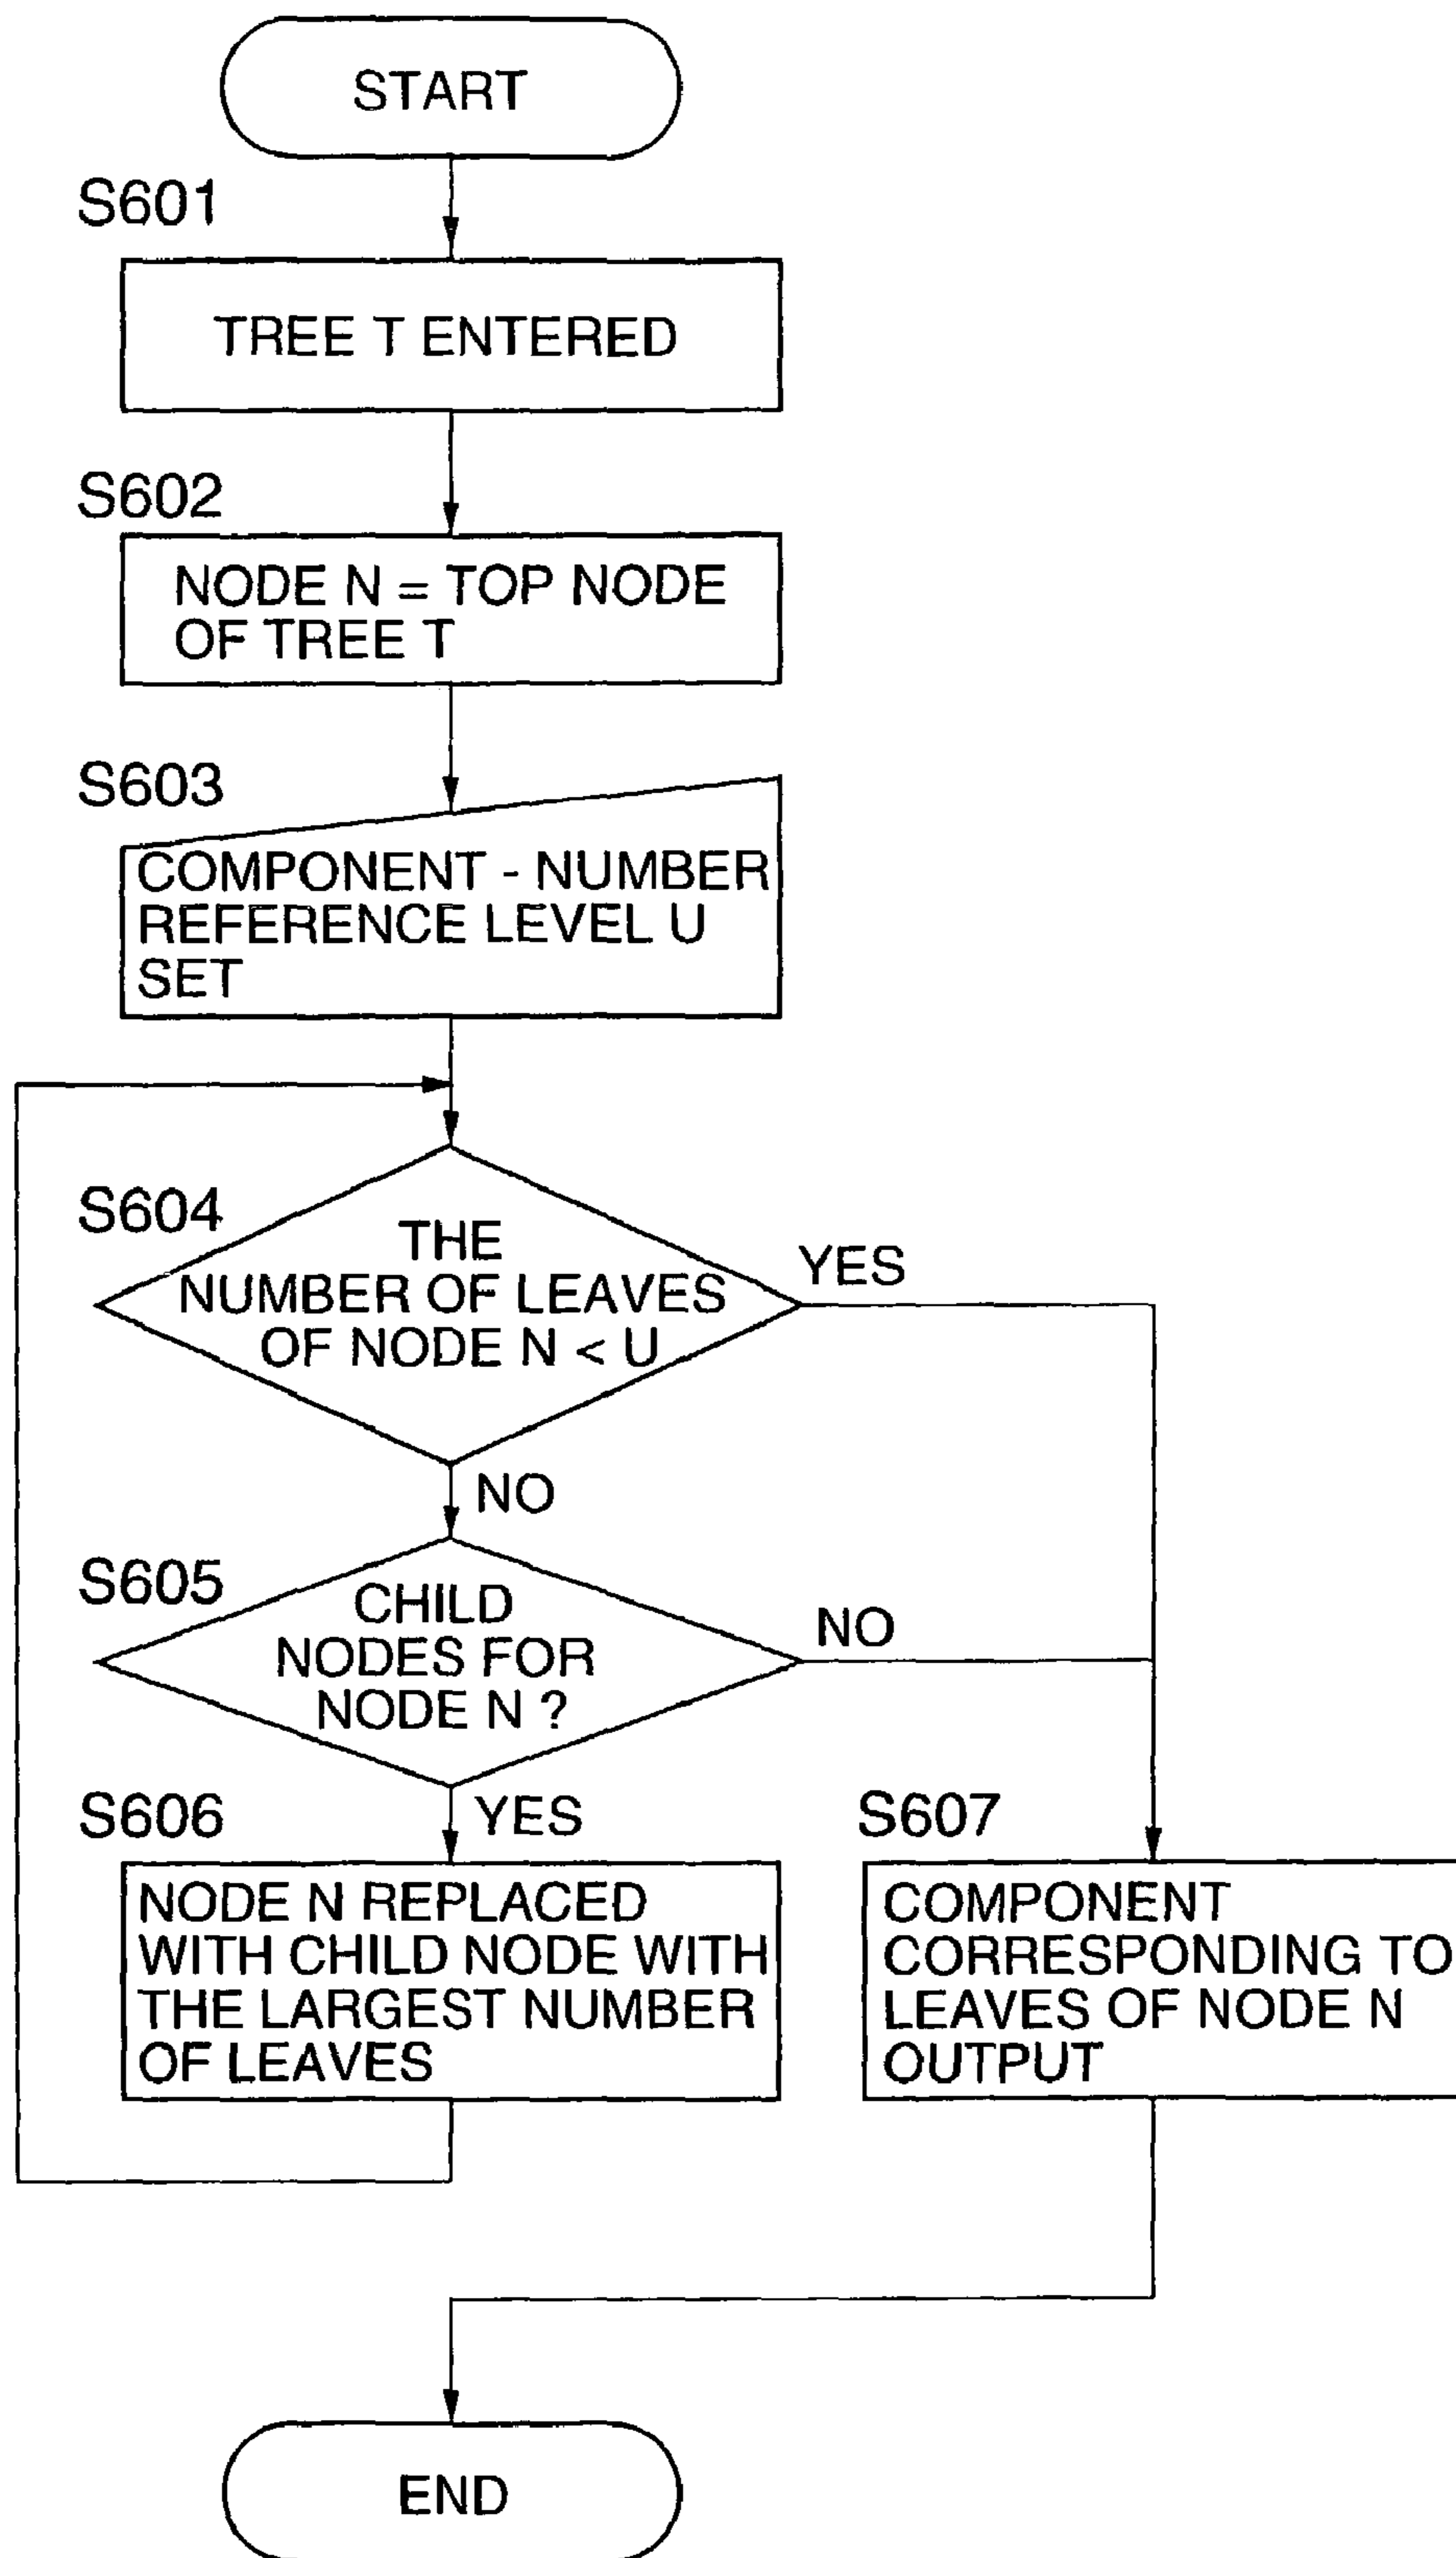 START
S601
TREE T ENTERED
S602
NODE N = TOP NODE
OF TREE T
S603
COMPONENT - NUMBER
REFERENCE LEVEL U
SET
S604
THE
NUMBER OF LEAVES
OF NODE N < U
YES
NO
S605
CHILD
NODES FOR
NODE N ?
NO
YES
S606
NODE N REPLACED
WITH CHILD NODE WITH
THE LARGEST NUMBER
OF LEAVES
S607
COMPONENT
CORRESPONDING TO
LEAVES OF NODE N
OUTPUT
END